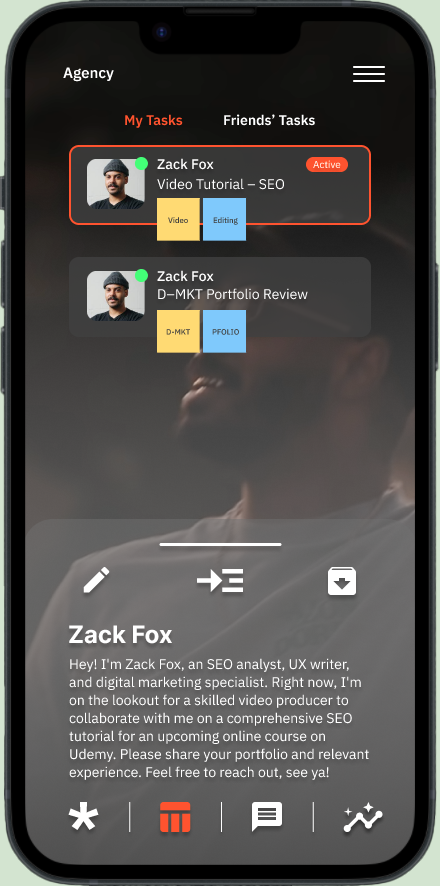 Agency
My Tasks Friends’ Tasks
Zack Fox Active
Video Tutorial – SEO
Video Editing
Zack Fox
D–MKT Portfolio Review
D-MKT PFOLIO
Zack Fox
Hey! I'm Zack Fox, an SEO analyst, UX writer,
and digital marketing specialist. Right now, I'm
on the lookout for a skilled video producer to
collaborate with me on a comprehensive SEO
tutorial for an upcoming online course on
Udemy. Please share your portfolio and relevant
experience. Feel free to reach out, see ya!